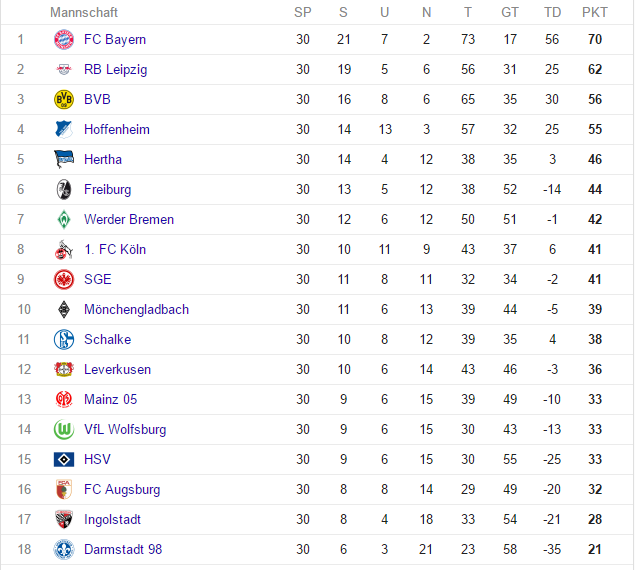 Mannschaft SP S U N T GT TD PKT
1 FC Bayern 30 21 7 2 73 17 56 70
2 RB Leipzig 30 19 5 6 56 31 25 62
3 BVB 30 16 8 6 65 35 30 56
4 Hoffenheim 30 14 13 3 57 32 25 55
5 Hertha 30 14 4 12 38 35 3 46
6 Freiburg 30 13 5 12 38 52 -14 44
7 Werder Bremen 30 12 6 12 50 51 -1 42
8 1. FC Köln 30 10 11 9 43 37 6 41
9 SGE 30 11 8 11 32 34 -2 41
10 Mönchengladbach 30 11 6 13 39 44 -5 39
11 Schalke 30 10 8 12 39 35 4 38
12 Leverkusen 30 10 6 14 43 46 -3 36
13 Mainz 05 30 9 6 15 39 49 -10 33
14 VfL Wolfsburg 30 9 6 15 30 43 -13 33
15 HSV 30 9 6 15 30 55 -25 33
16 FC Augsburg 30 8 8 14 29 49 -20 32
17 Ingolstadt 30 8 4 18 33 54 -21 28
18 Darmstadt 98 30 6 3 21 23 58 -35 21